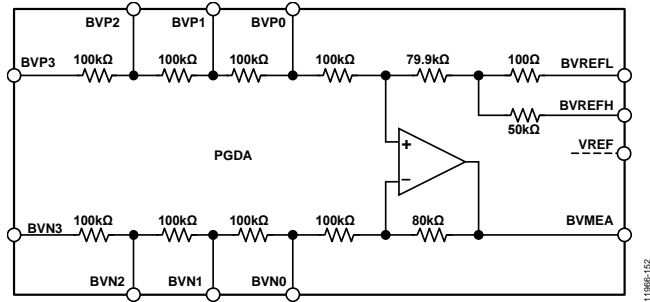 BVP2 BVP1 BVP0
BVP3 100kΩ 100kΩ 100kΩ 100kΩ 79.9kΩ 100Ω BVREFL
BVREFH
50kΩ
+
PGDA
VREF
−
BVN3 100kΩ 100kΩ 100kΩ 100kΩ 80kΩ BVMEA
BVN2 BVN1 BVN0
11966-152